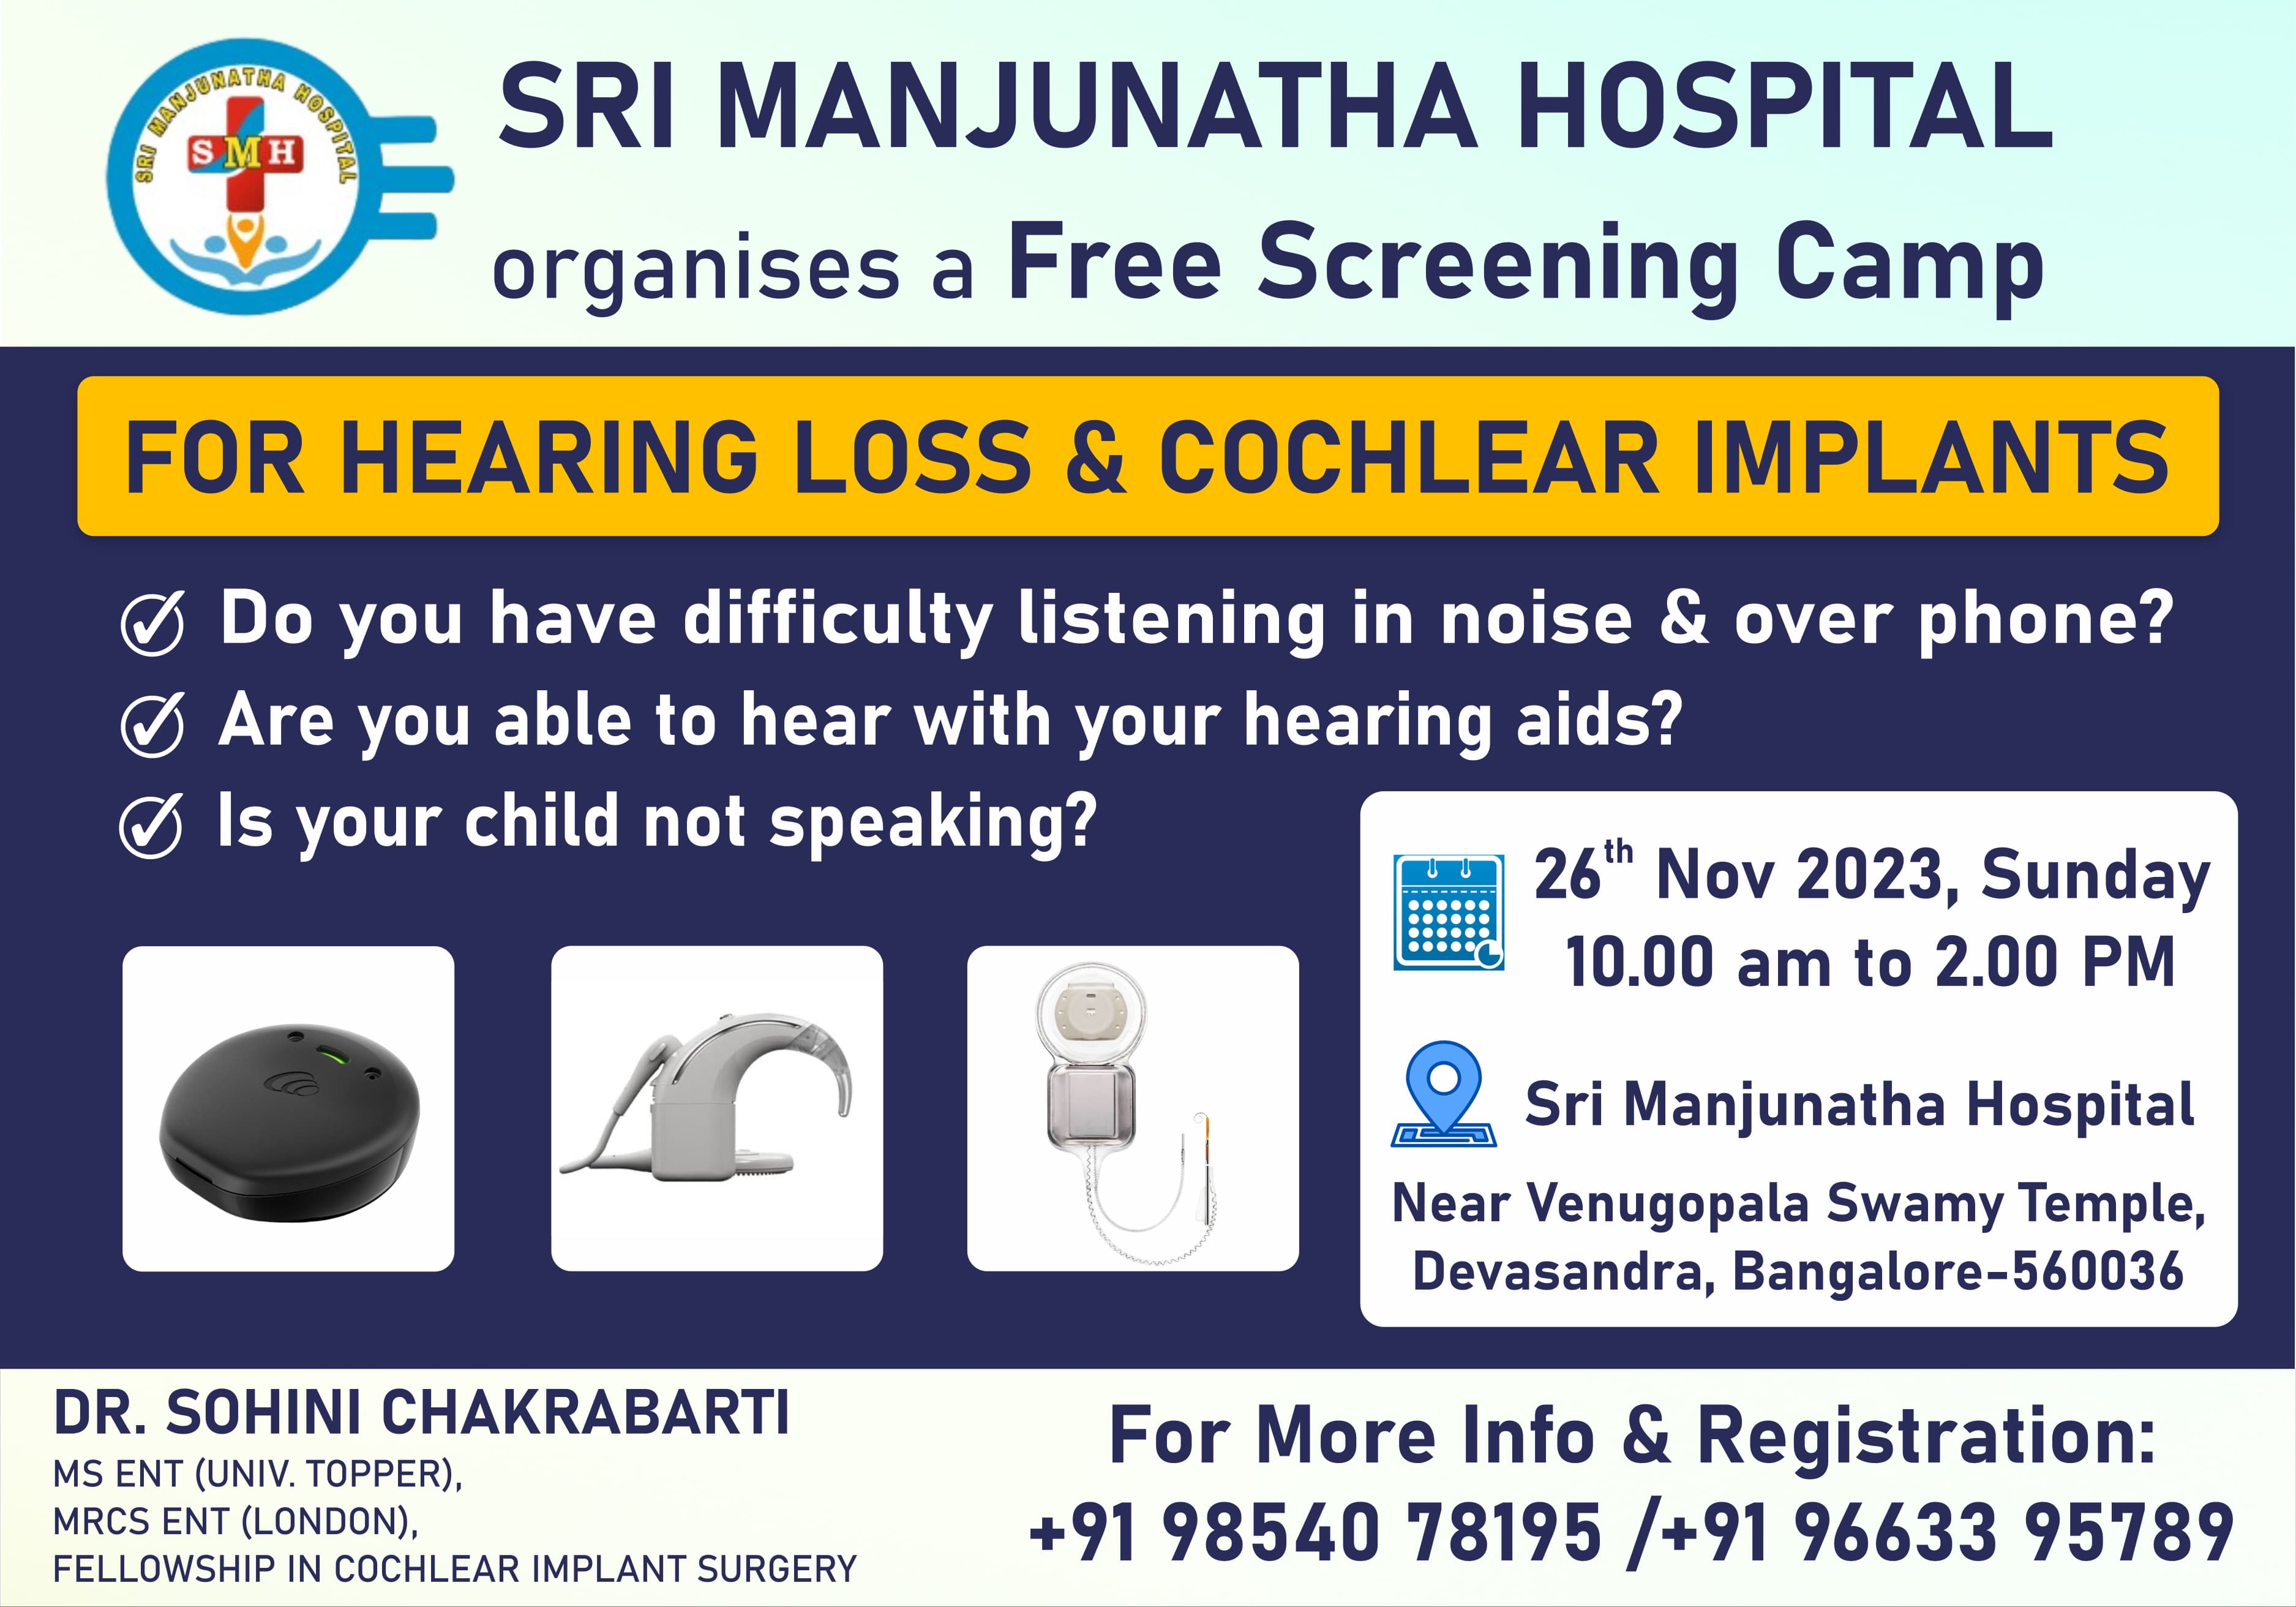 SRI MANJUNATHA HOSPITAL
SMH
SRI MANJUNATHA HOSPITAL
organises a Free Screening Camp
FOR HEARING LOSS & COCHLEAR IMPLANTS
Do you have difficulty listening in noise & over phone?
Are you able to hear with your hearing aids?
Is your child not speaking?
26th Nov 2023, Sunday
10.00 am to 2.00 PM
Sri Manjunatha Hospital
Near Venugopala Swamy Temple,
Devasandra, Bangalore-560036
DR. SOHINI CHAKRABARTI
MS ENT (UNIV. TOPPER),
MRCS ENT (LONDON),
FELLOWSHIP IN COCHLEAR IMPLANT SURGERY
For More Info & Registration:
+91 98540 78195 /+91 96633 95789